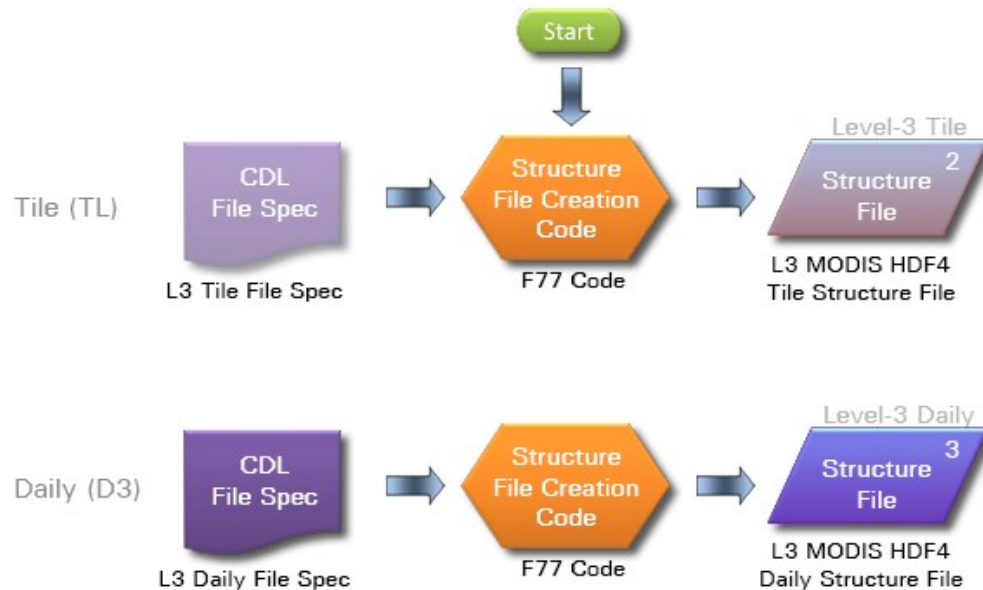 Start
Level-3 Tile
Tile (TL)
CDL
File Spec
L3 Tile File Spec
Structure
File Creation
Code
F77 Code
2
Structure
File
L3 MODIS HDF4
Tile Structure File
Level-3 Daily
Daily (D3)
CDL
File Spec
L3 Daily File Spec
Structure
File Creation
Code
F77 Code
3
Structure
File
L3 MODIS HDF4
Daily Structure File